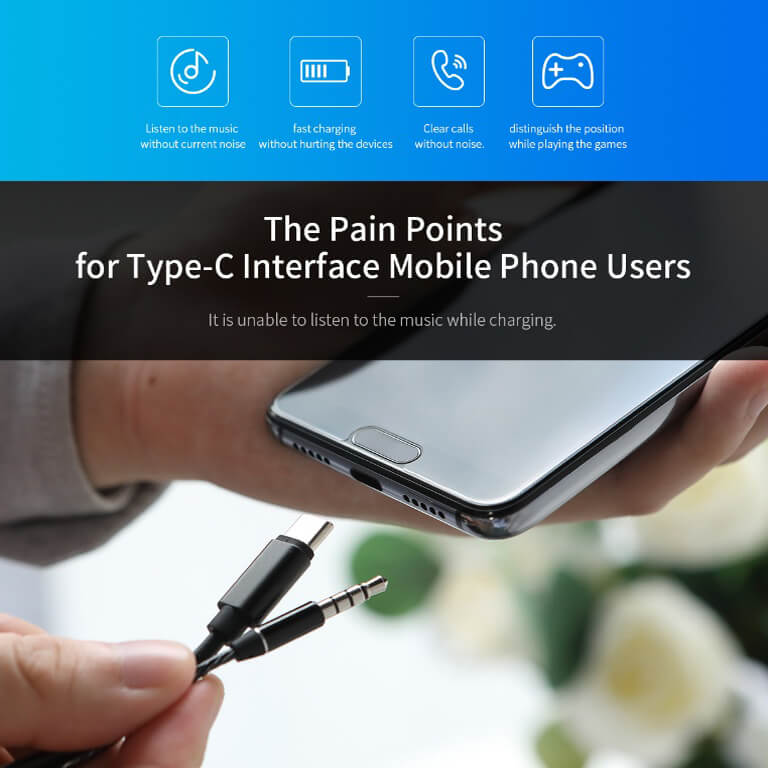 Listen to the music
without current noise
fast charging
without hurting the devices
Clear calls
without noise.
distinguish the position
while playing the games
The Pain Points
for Type-C Interface Mobile Phone Users
It is unable to listen to the music while charging.